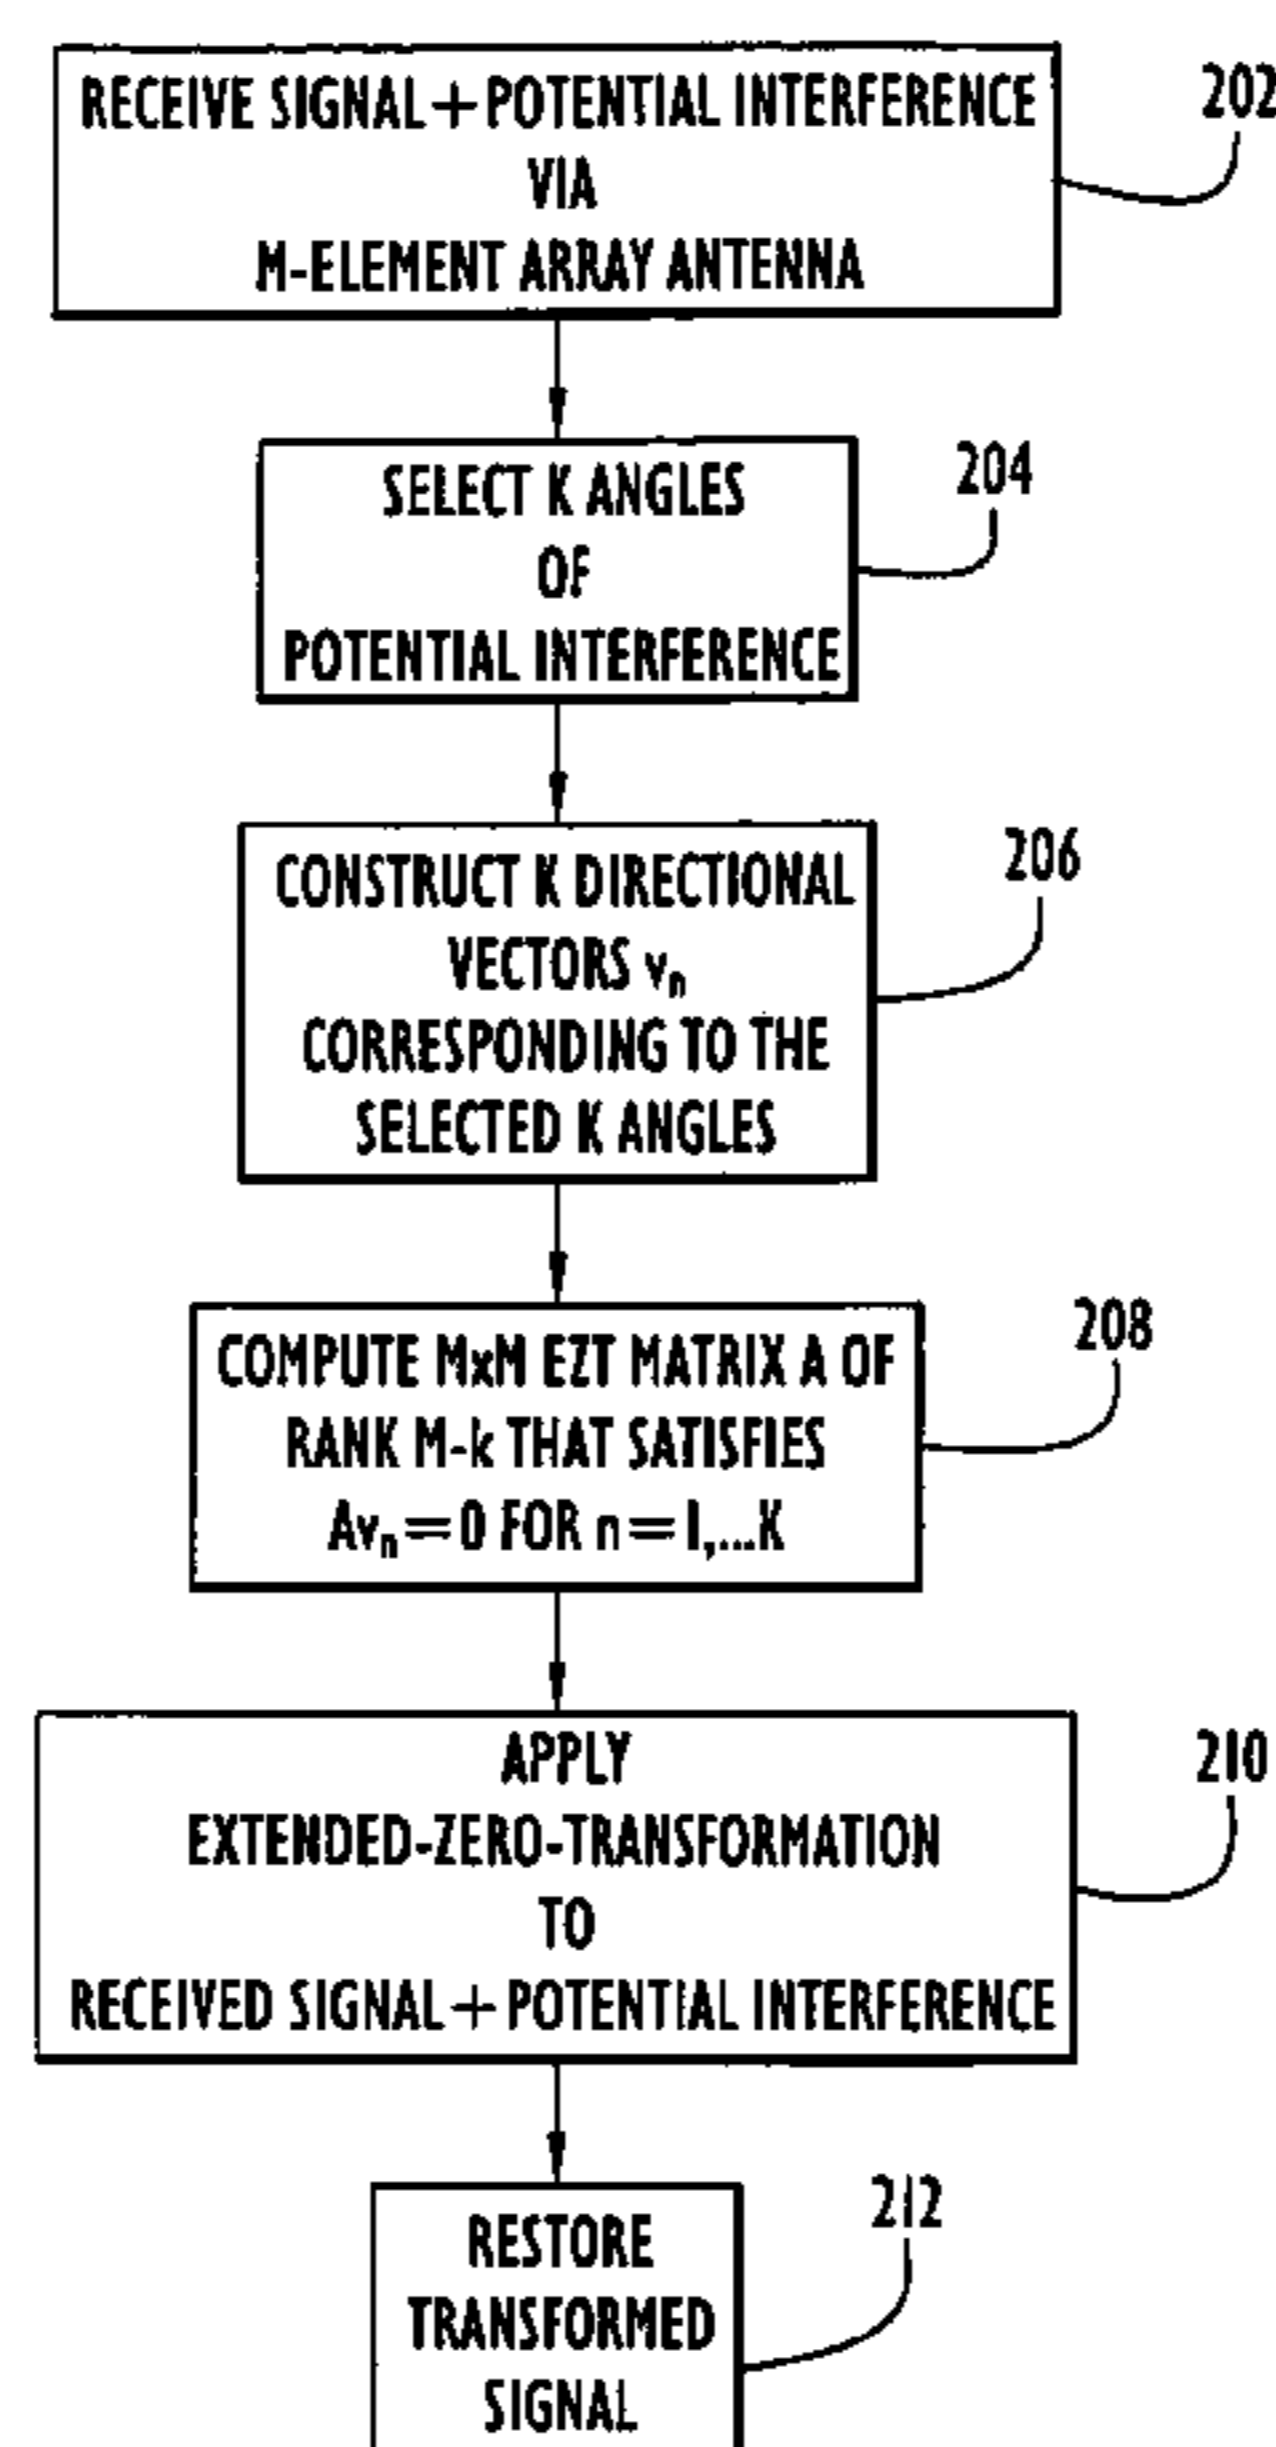 RECEIVE SIGNAL+POTENTIAL INTERFERENCE
VIA
M-ELEMENT ARRAY ANTENNA
202
SELECT K ANGLES
OF
POTENTIAL INTERFERENCE
204
CONSTRUCT K DIRECTIONAL
VECTORS vₙ
CORRESPONDING TO THE
SELECTED K ANGLES
206
COMPUTE MxM EZT MATRIX A OF
RANK M-k THAT SATISFIES
Avₙ=0 FOR n=1,...K
208
APPLY
EXTENDED-ZERO-TRANSFORMATION
TO
RECEIVED SIGNAL+POTENTIAL INTERFERENCE
210
RESTORE
TRANSFORMED
SIGNAL
212